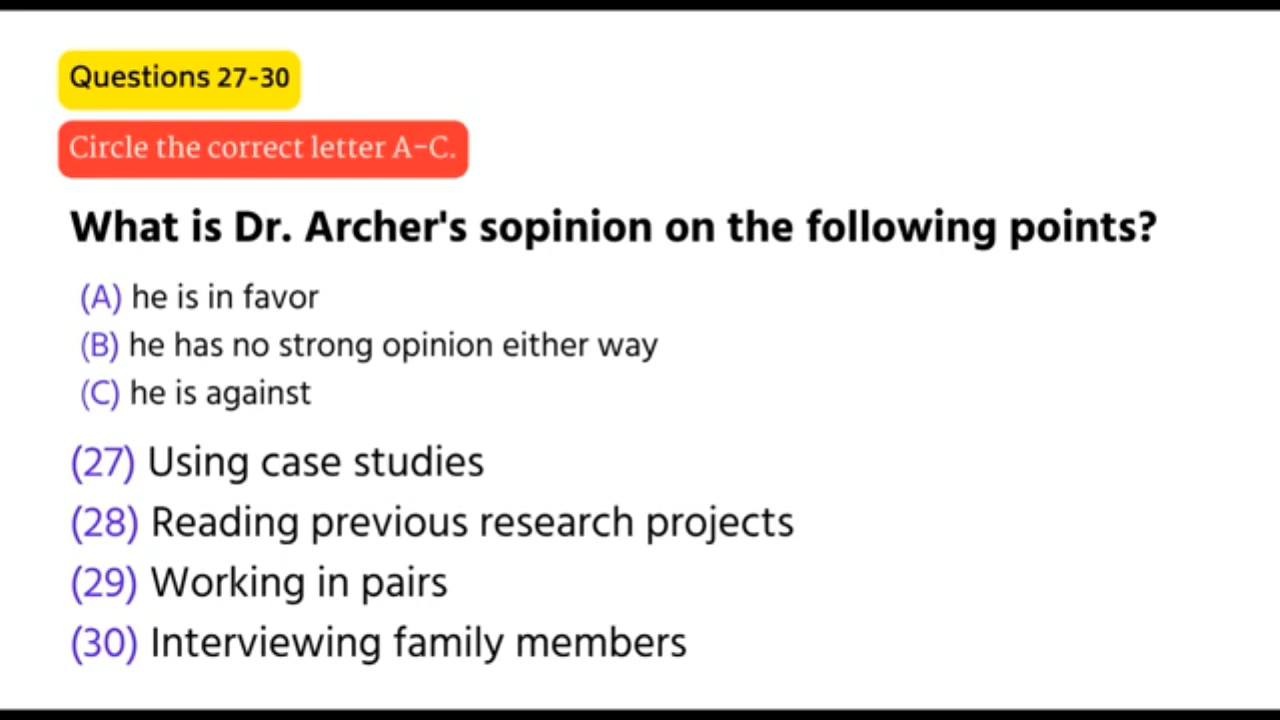 Questions 27-30
Circle the correct letter A-C.
What is Dr. Archer's sopinion on the following points?
(A) he is in favor
(B) he has no strong opinion either way
(C) he is against
(27) Using case studies
(28) Reading previous research projects
(29) Working in pairs
(30) Interviewing family members